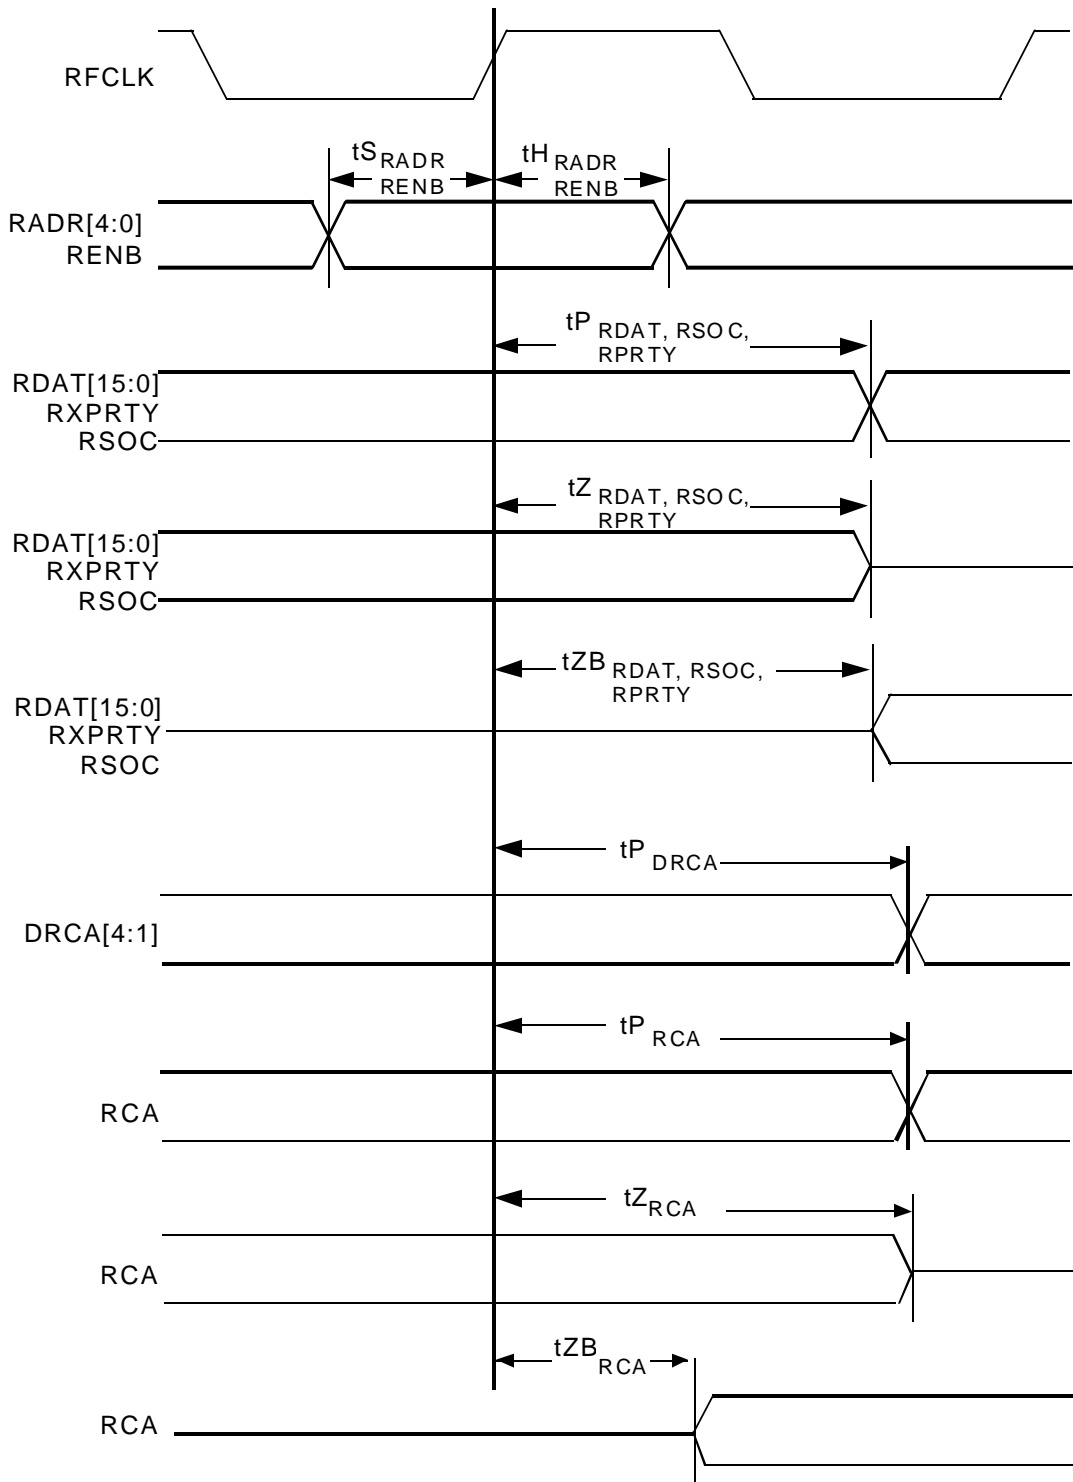 RFCLK
tS RADR
RENB
tH RADR
RENB
RADR[4:0]
RENB
tP RDAT, RSOC,
RPRTY
RDAT[15:0]
RXPRTY
RSOC
tZ RDAT, RSOC,
RPRTY
RDAT[15:0]
RXPRTY
RSOC
tZB RDAT, RSOC,
RPRTY
RDAT[15:0]
RXPRTY
RSOC
tP DRCA
DRCA[4:1]
tP RCA
RCA
tZRCA
RCA
tZB RCA
RCA